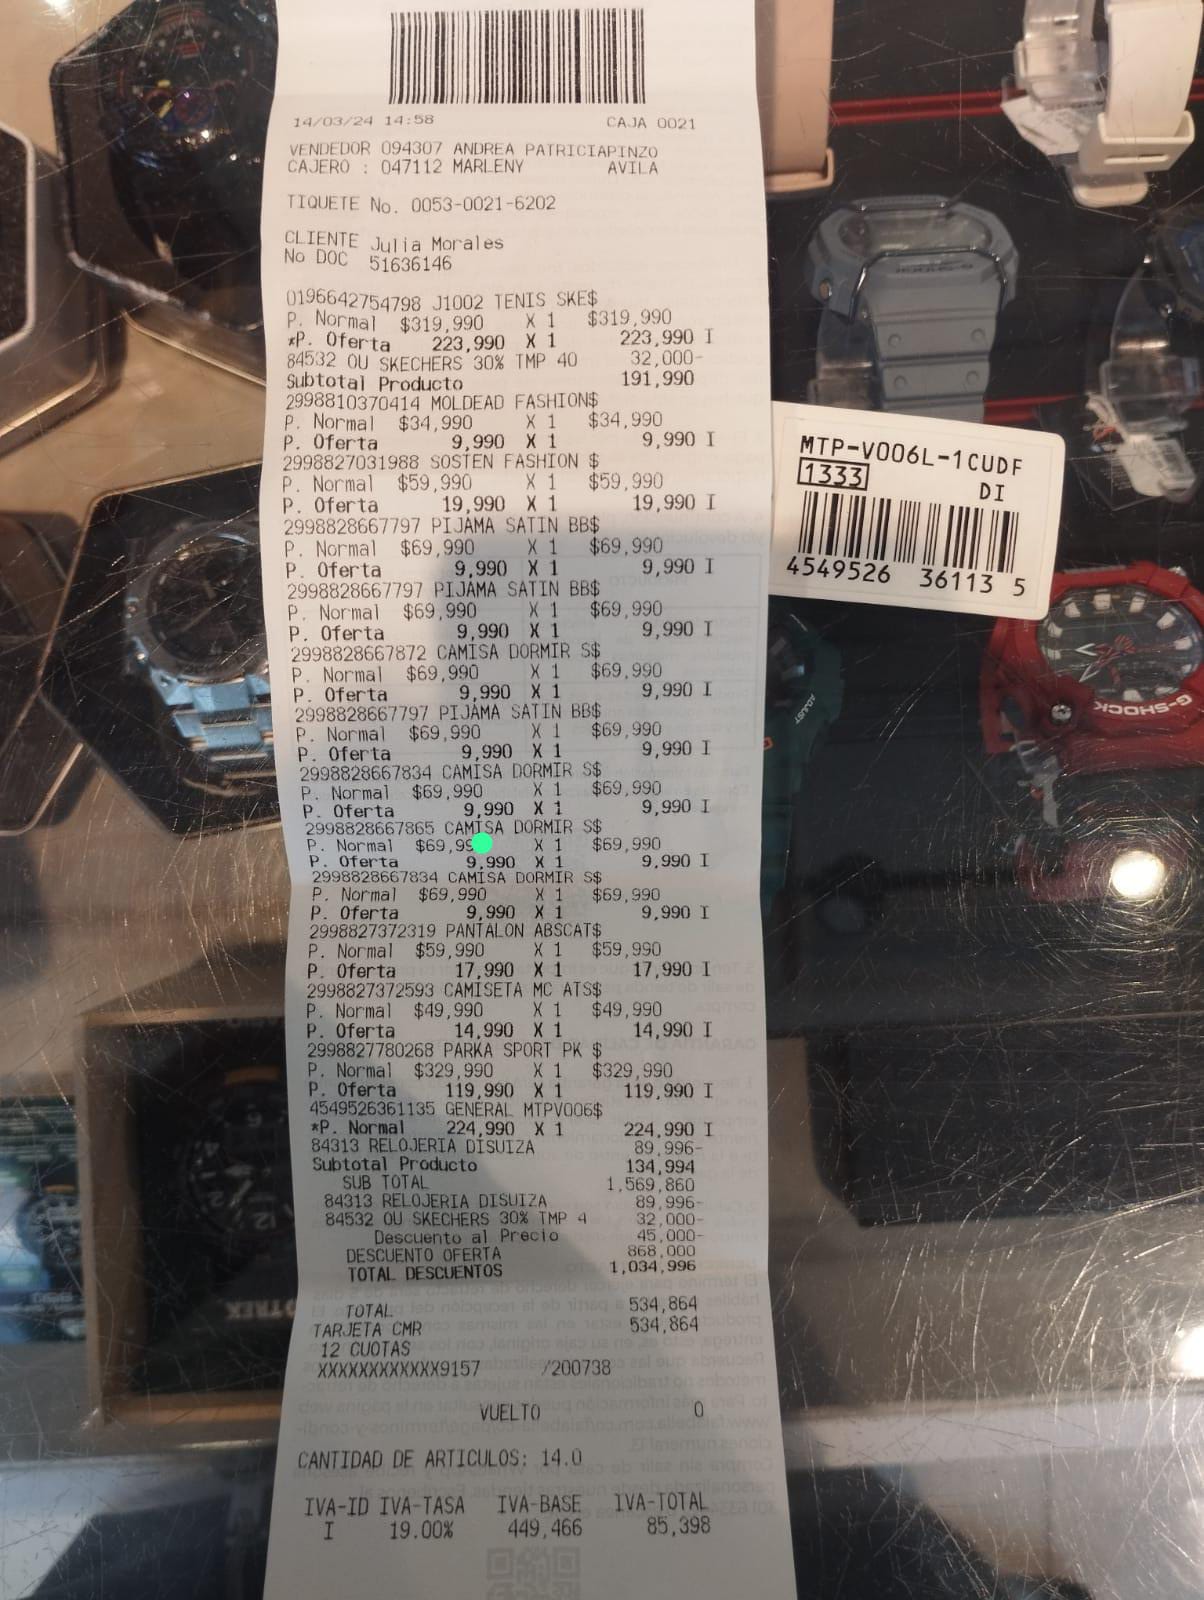 14/03/24 14:58 CAJA 0021
VENDEDOR 094307 ANDREA PATRICIAPINZO
CAJERO : 047112 MARLENY AVILA
TIQUETE No. 0053-0021-6202
CLIENTE Julia Morales
No DOC 51636146
0196642754798 J1002 TENIS SKE$
P. Normal $319,990 X 1 $319,990
*P. Oferta 223,990 X 1 223,990 I
84532 OU SKECHERS 30% TMP 40 32,000-
Subtotal Producto 191,990
2998810370414 MOLDEAD FASHION$
P. Normal $34,990 X 1 $34,990
P. Oferta 9,990 X 1 9,990 I
2998827031988 SOSTEN FASHION $
P. Normal $59,990 X 1 $59,990
P. Oferta 19,990 X 1 19,990 I
2998828667797 PIJAMA SATIN BB$
P. Normal $69,990 X 1 $69,990
P. Oferta 9,990 X 1 9,990 I
2998828667797 PIJAMA SATIN BB$
P. Normal $69,990 X 1 $69,990
P. Oferta 9,990 X 1 9,990 I
2998828667872 CAMISA DORMIR S$
P. Normal $69,990 X 1 $69,990
P. Oferta 9,990 X 1 9,990 I
2998828667797 PIJAMA SATIN BB$
P. Normal $69,990 X 1 $69,990
P. Oferta 9,990 X 1 9,990 I
2998828667834 CAMISA DORMIR S$
P. Normal $69,990 X 1 $69,990
P. Oferta 9,990 X 1 9,990 I
2998828667865 CAMISA DORMIR S$
P. Normal X 1 $69,990
P. Oferta 9,990 X 1 9,990 I
2998828667834 CAMISA DORMIR S$
P. Normal $69,990 X 1 $69,990
P. Oferta 9,990 X 1 9,990 I
2998827372319 PANTALON ABSCAT$
P. Normal $59,990 X 1 $59,990
P. Oferta 17,990 X 1 17,990 I
2998827372593 CAMISETA MC ATS$
P. Normal $49,990 X 1 $49,990
P. Oferta 14,990 X 1 14,990 I
2998827780268 PARKA SPORT PK $
P. Normal $329,990 X 1 $329,990
P. Oferta 119,990 X 1 119,990 I
4549526361135 GENERAL MTPV006$
*P. Normal 224,990 X 1 224,990 I
84313 RELOJERIA DISUIZA 89,996-
Subtotal Producto 134,994
SUB TOTAL 1,569,860
84313 RELOJERIA DISUIZA 89,996-
84532 OU SKECHERS 30% TMP 4 32,000-
Descuento al Precio 45,000-
DESCUENTO OFERTA 868,000
TOTAL DESCUENTOS 1,034,996
TOTAL 534,864
TARJETA CMR 534,864
12 CUOTAS
XXXXXXXXXXXX9157 /200738
VUELTO 0
CANTIDAD DE ARTICULOS: 14.0
IVA-ID IVA-TASA IVA-BASE IVA-TOTAL
I 19.00% 449,466 85,398
MTP-V006L-1CUDF
1333 DI
4549526 36113 5
G-SHOCK
ADJUST